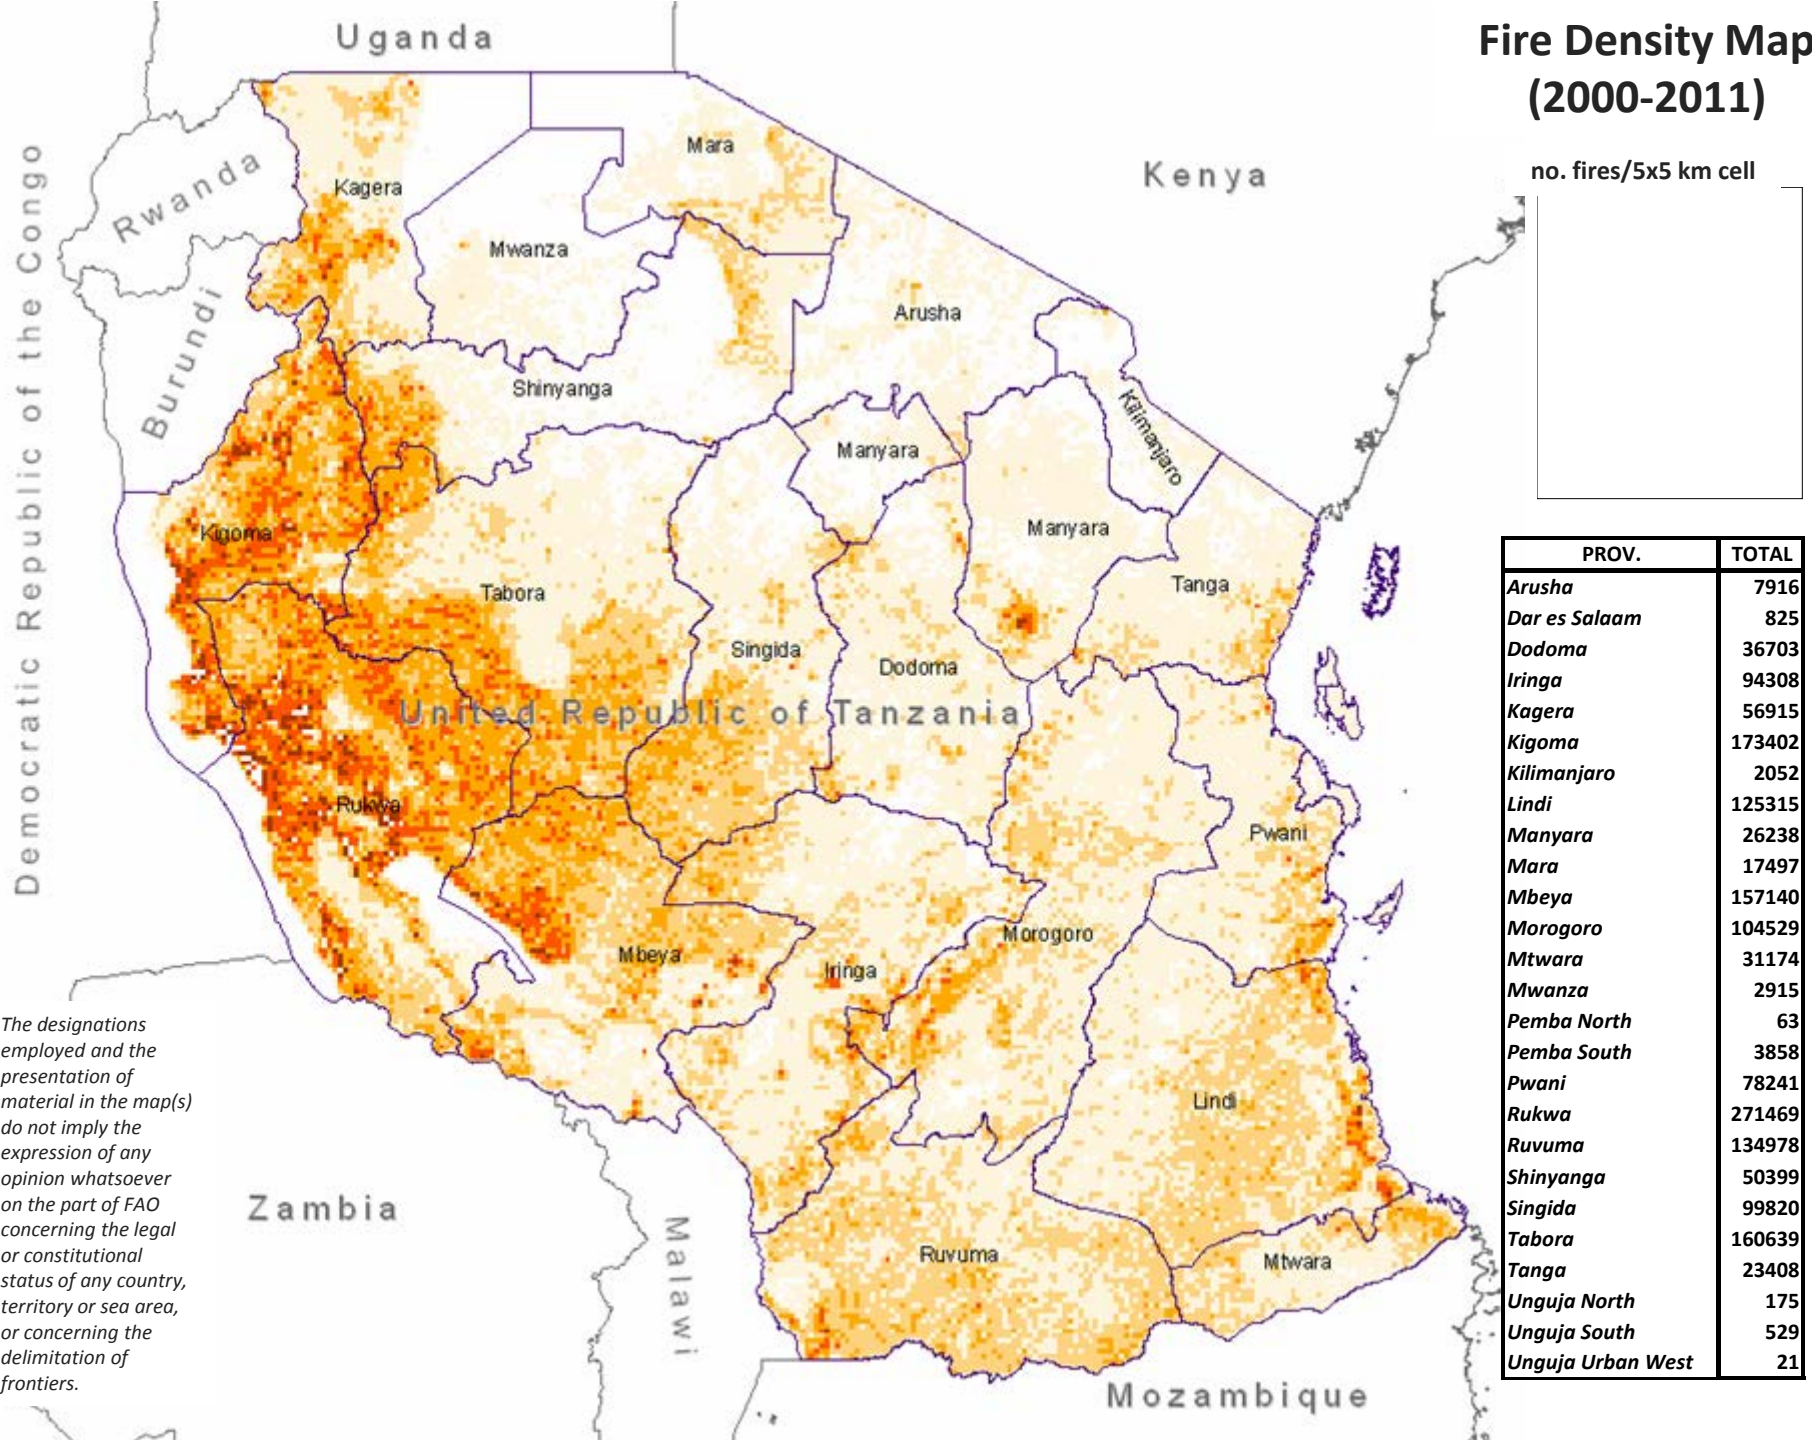 Fire Density Map
(2000-2011)
no. fires/5x5 km cell
Uganda
Rwanda
Burundi
Democratic Republic of the Congo
Kenya
Zambia
Malawi
Mozambique
United Republic of Tanzania
Kagera
Mara
Mwanza
Arusha
Shinyanga
Kilimanjaro
Manyara
Kigoma
Manyara
Tabora
Tanga
Singida
Dodoma
Rukwa
Pwani
Mbeya
Iringa
Morogoro
Lindi
Ruvuma
Mtwara
PROV. TOTAL
Arusha 7916
Dar es Salaam 825
Dodoma 36703
Iringa 94308
Kagera 56915
Kigoma 173402
Kilimanjaro 2052
Lindi 125315
Manyara 26238
Mara 17497
Mbeya 157140
Morogoro 104529
Mtwara 31174
Mwanza 2915
Pemba North 63
Pemba South 3858
Pwani 78241
Rukwa 271469
Ruvuma 134978
Shinyanga 50399
Singida 99820
Tabora 160639
Tanga 23408
Unguja North 175
Unguja South 529
Unguja Urban West 21
The designations
employed and the
presentation of
material in the map(s)
do not imply the
expression of any
opinion whatsoever
on the part of FAO
concerning the legal
or constitutional
status of any country,
territory or sea area,
or concerning the
delimitation of
frontiers.